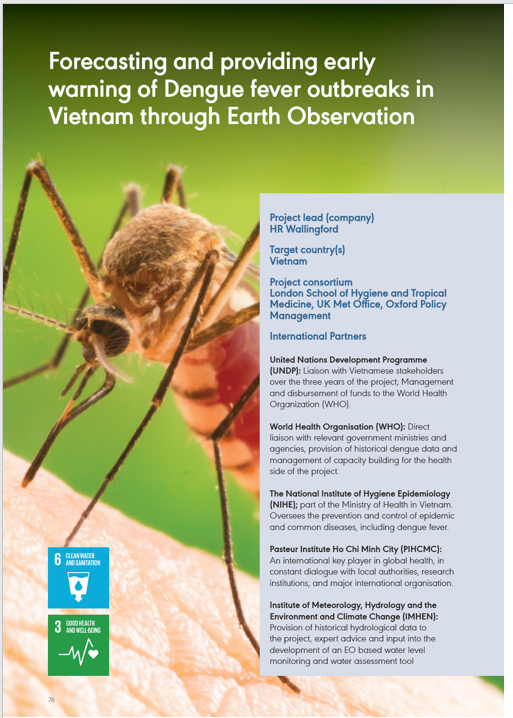 Forecasting and providing early
warning of Dengue fever outbreaks in
Vietnam through Earth Observation
Project lead (company)
HR Wallingford
Target country(s)
Vietnam
Project consortium
London School of Hygiene and Tropical
Medicine, UK Met Office, Oxford Policy
Management
International Partners
United Nations Development Programme
(UNDP): Liaison with Vietnamese stakeholders
over the three years of the project; Management
and disbursement of funds to the World Health
Organization (WHO).
World Health Organisation (WHO): Direct
liaison with relevant government ministries and
agencies, provision of historical dengue data and
management of capacity building for the health
side of the project.
The National Institute of Hygiene Epidemiology
(NIHE); part of the Ministry of Health in Vietnam.
Oversees the prevention and control of epidemic
and common diseases, including dengue fever.
Pasteur Institute Ho Chi Minh City (PIHCMC):
An international key player in global health, in
constant dialogue with local authorities, research
institutions, and major international organisation.
Institute of Meteorology, Hydrology and the
Environment and Climate Change (IMHEN):
Provision of historical hydrological data to
the project, expert advice and input into the
development of an EO based water level
monitoring and water assessment tool
6 CLEAN WATER
AND SANITATION
3 GOOD HEALTH
AND WELL-BEING
76